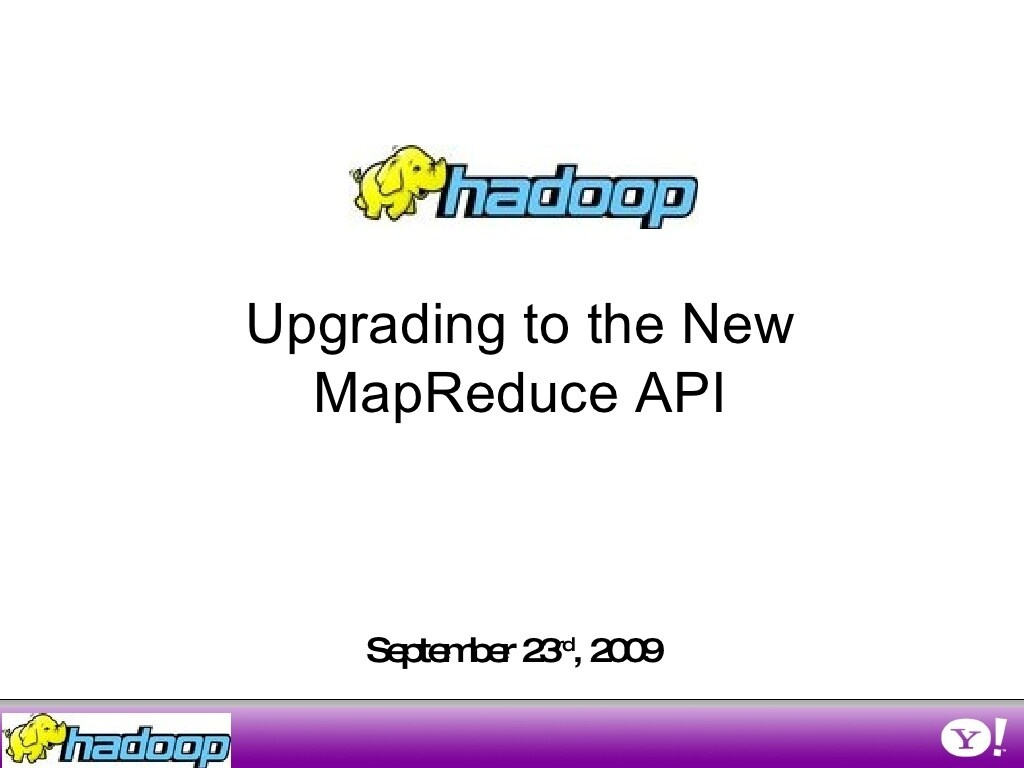 hadoop
Upgrading to the New
MapReduce API
September 23rd, 2009
hadoop
Y!